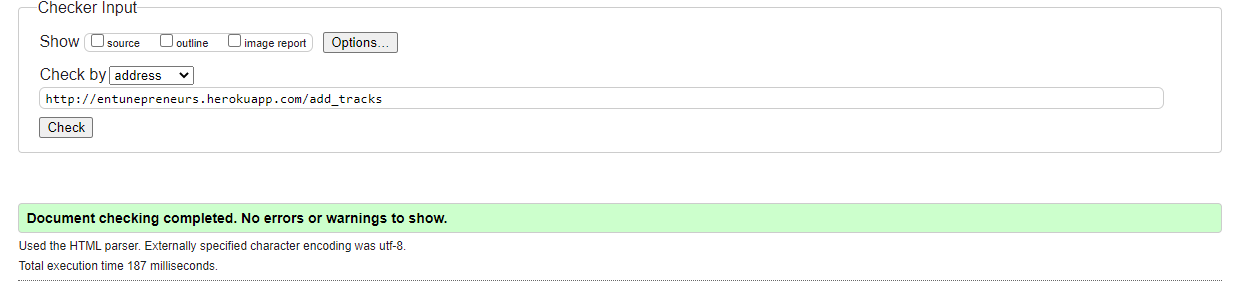 Checker Input
Show source outline image report Options...
Check by address
http://entunepreneurs.herokuapp.com/add_tracks
Check
Document checking completed. No errors or warnings to show.
Used the HTML parser. Externally specified character encoding was utf-8.
Total execution time 187 milliseconds.